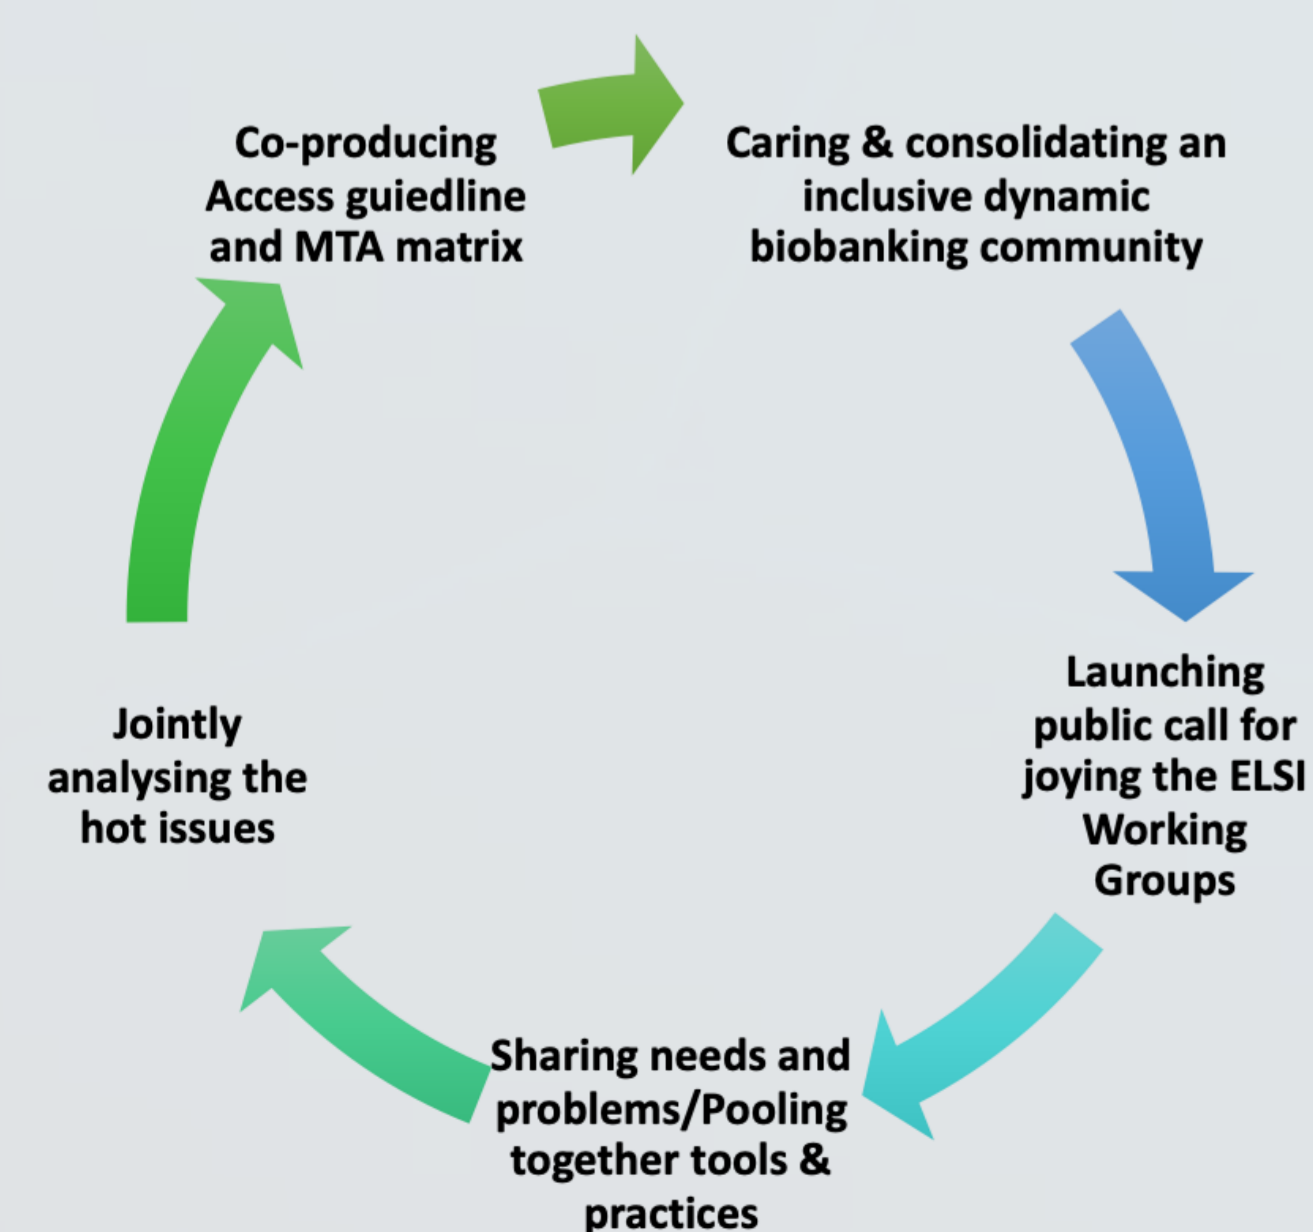 Co-producing
Access guiedline
and MTA matrix
Caring & consolidating an
inclusive dynamic
biobanking community
Launching
public call for
joying the ELSI
Working
Groups
Sharing needs and
problems/Pooling
together tools &
practices
Jointly
analysing the
hot issues